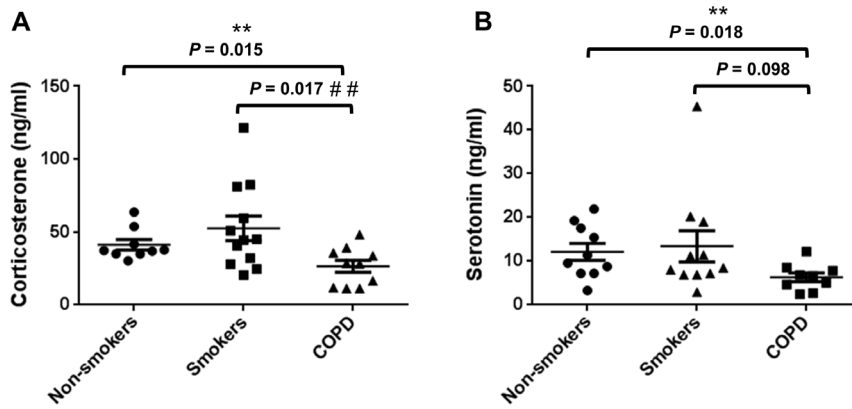 A
**
P = 0.015
P = 0.017 # #
Corticosterone (ng/ml)
150
100
50
0
Non-smokers
Smokers
COPD
B
**
P = 0.018
P = 0.098
Serotonin (ng/ml)
50
40
30
20
10
0
Non-smokers
Smokers
COPD